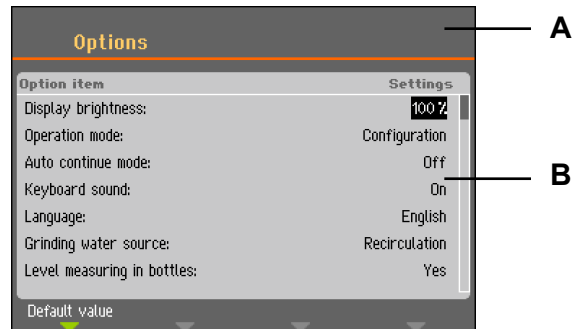 Options
A
Option item Settings
Display brightness: 100 %
Operation mode: Configuration
Auto continue mode: Off
B
Keyboard sound: On
Language: English
Grinding water source: Recirculation
Level measuring in bottles: Yes
Default value